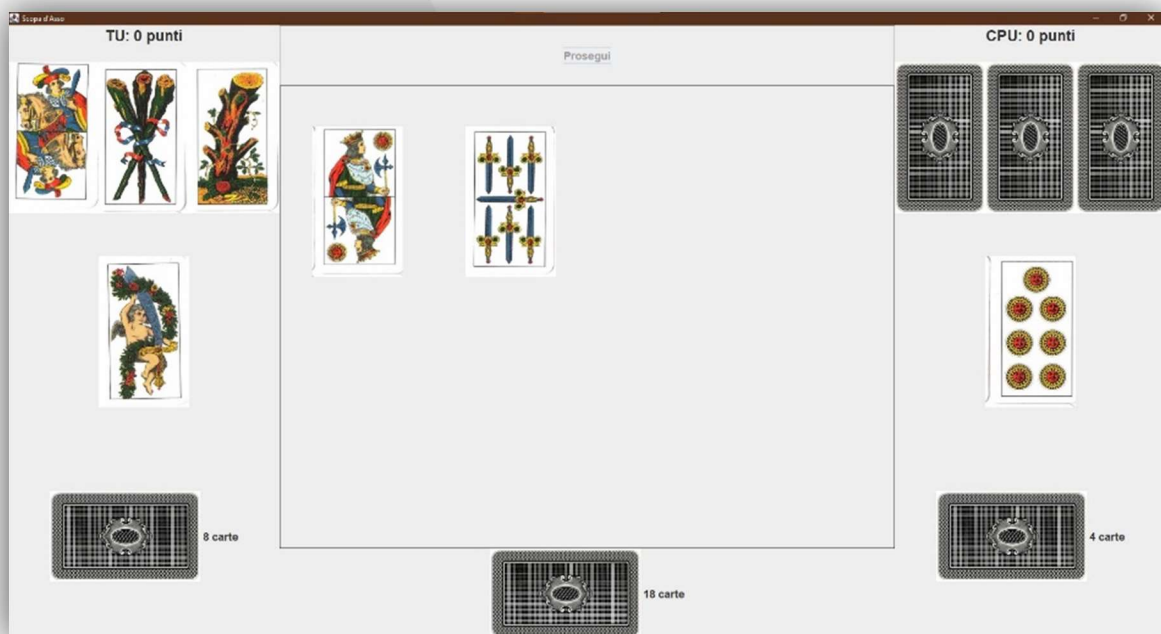 Scopa d'Asso
TU: 0 punti
Prosegui
CPU: 0 punti
8 carte
4 carte
18 carte